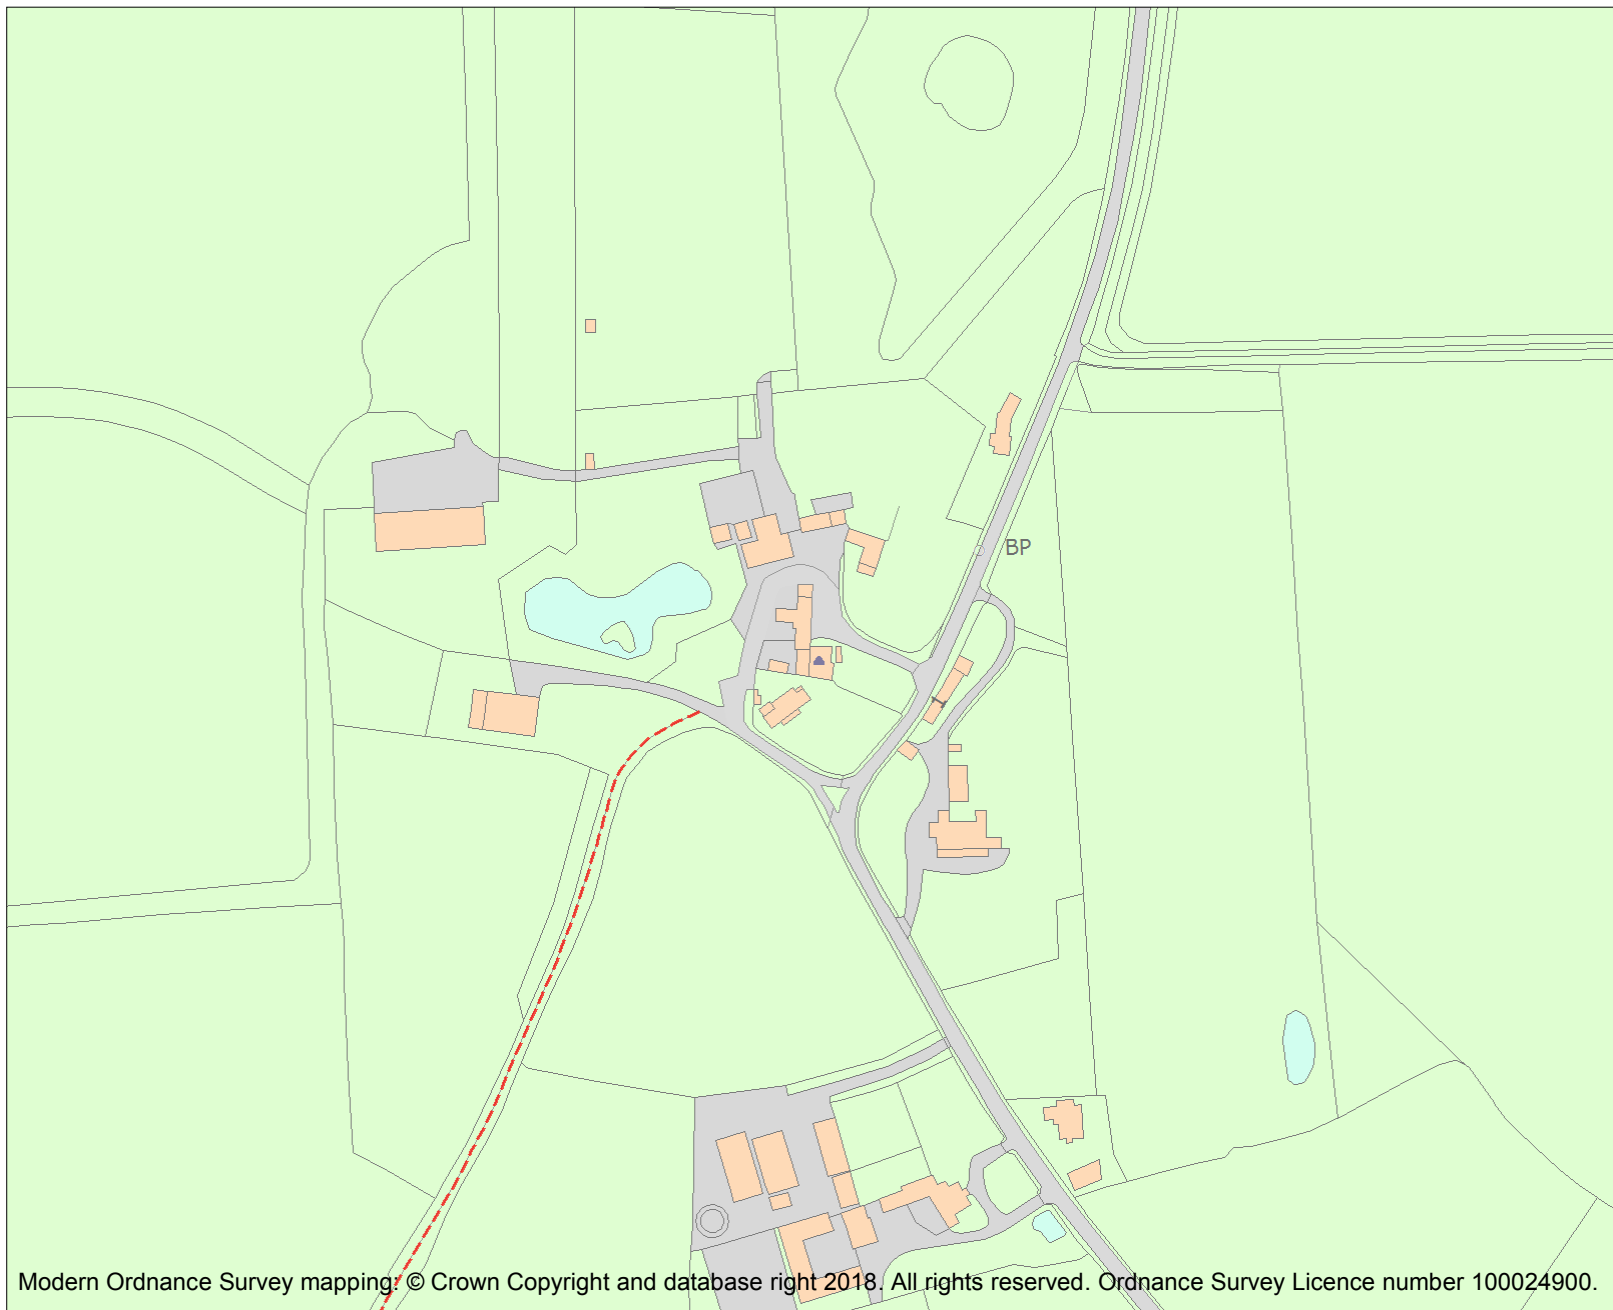 BP
1
Modern Ordnance Survey mapping: © Crown Copyright and database right 2018. All rights reserved. Ordnance Survey Licence number 100024900.